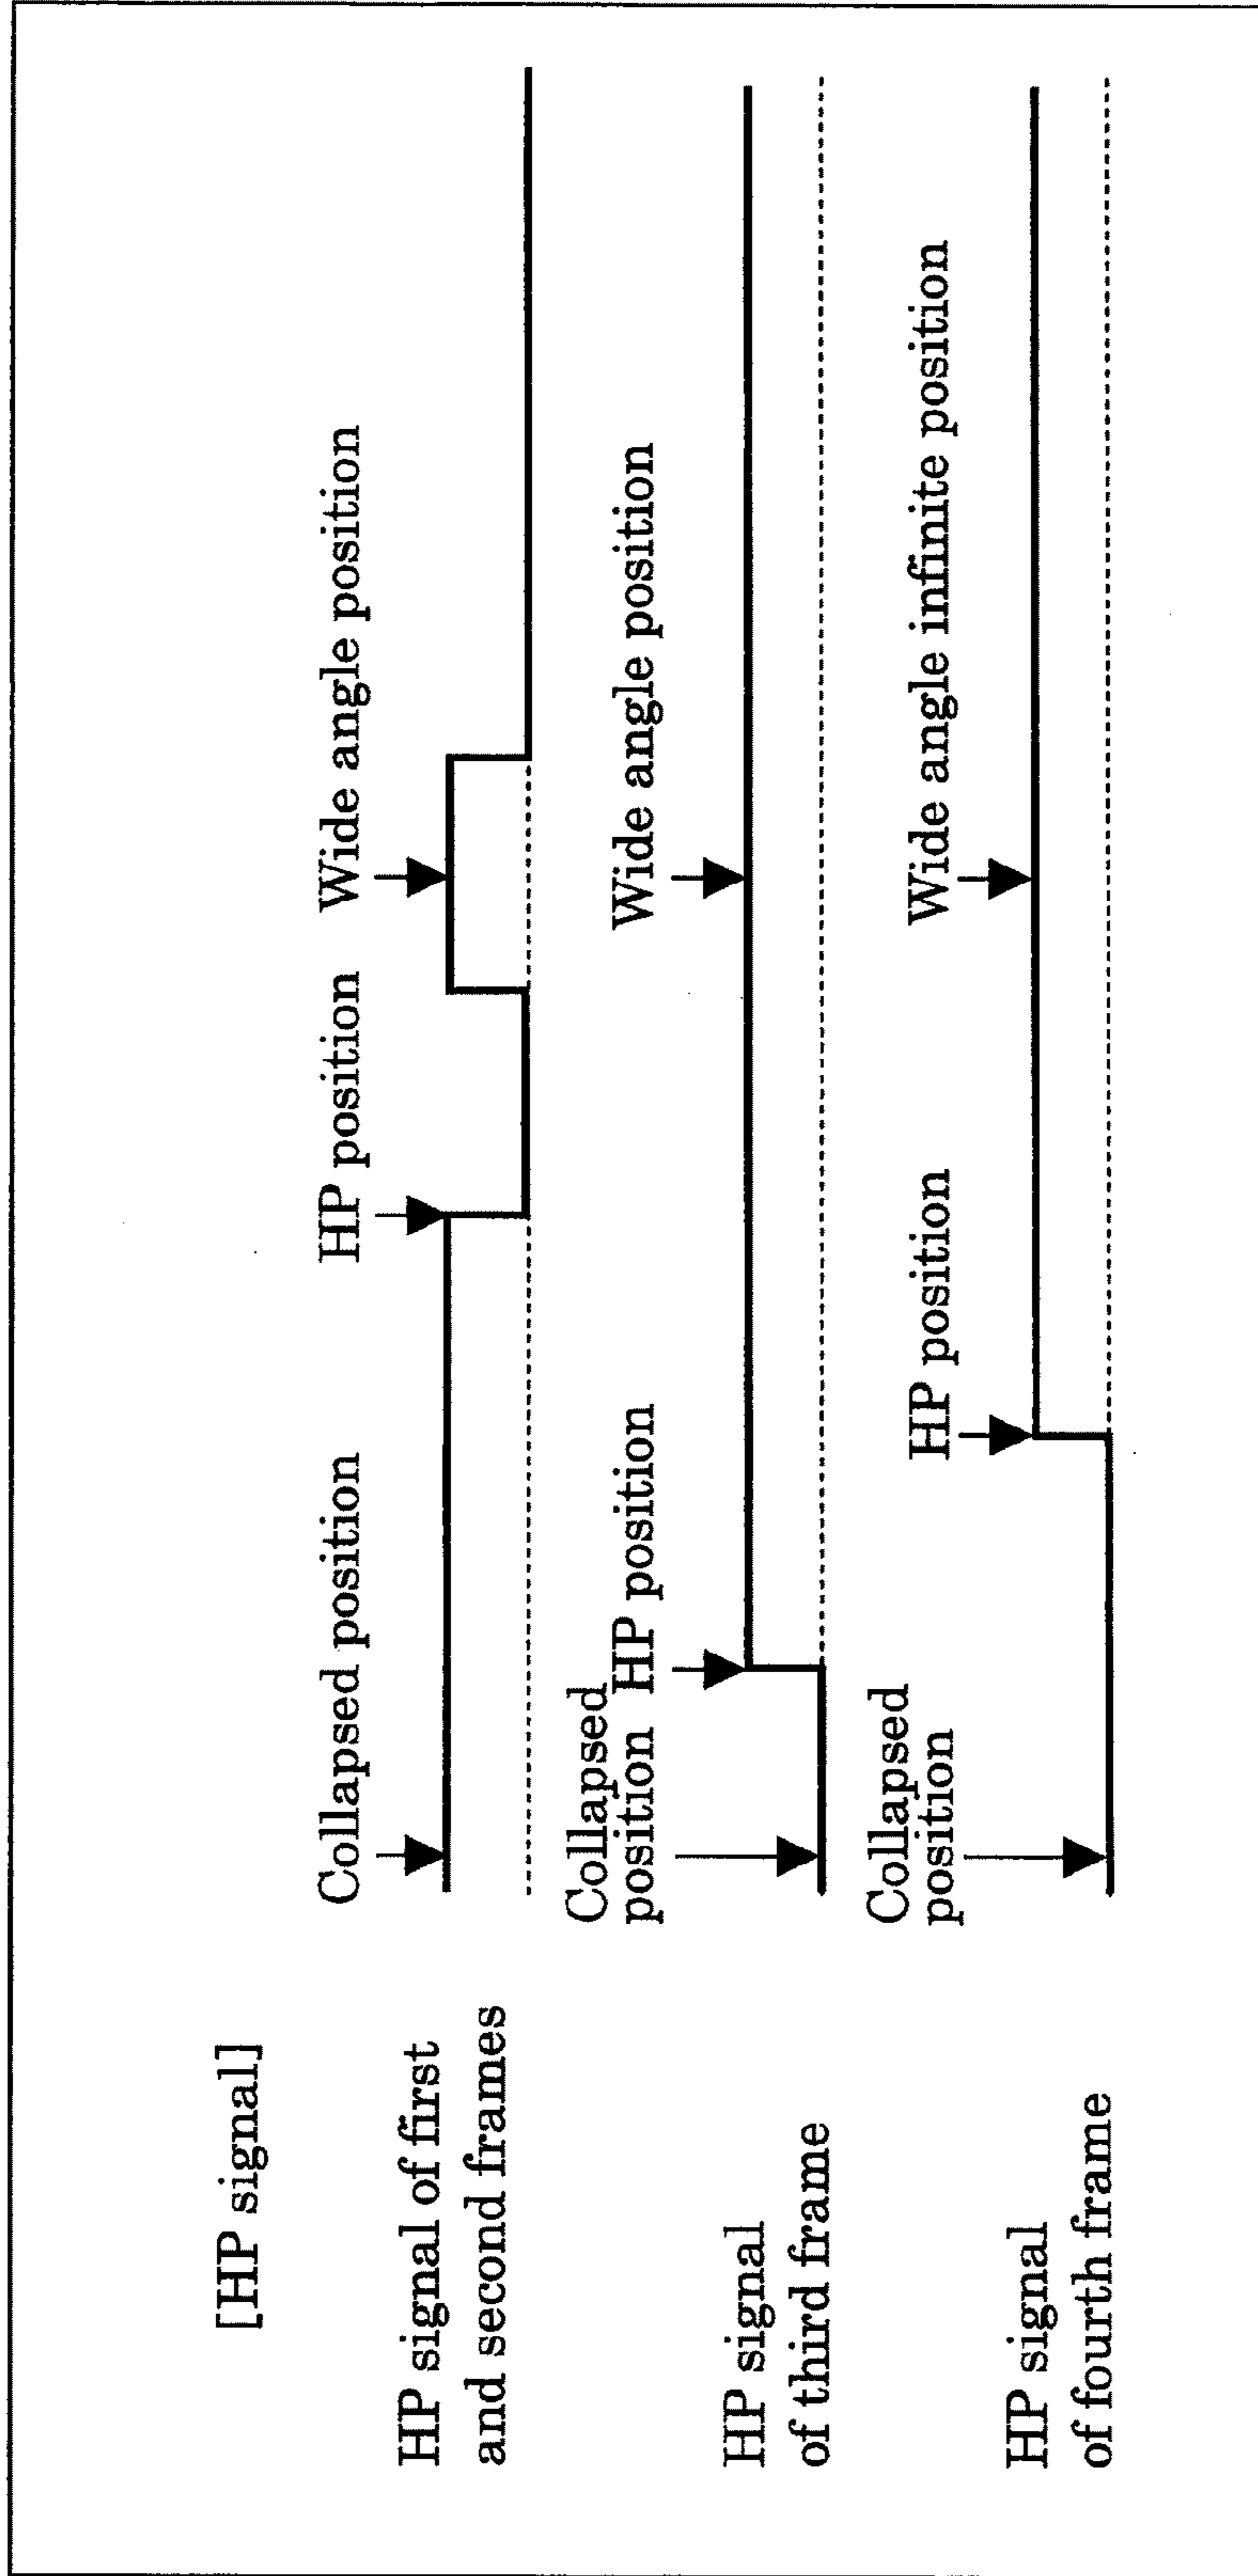 [HP signal]
HP signal of first
and second frames
Collapsed position
HP position
Wide angle position
HP signal
of third frame
Collapsed
position
HP position
Wide angle position
HP signal
of fourth frame
Collapsed
position
HP position
Wide angle infinite position